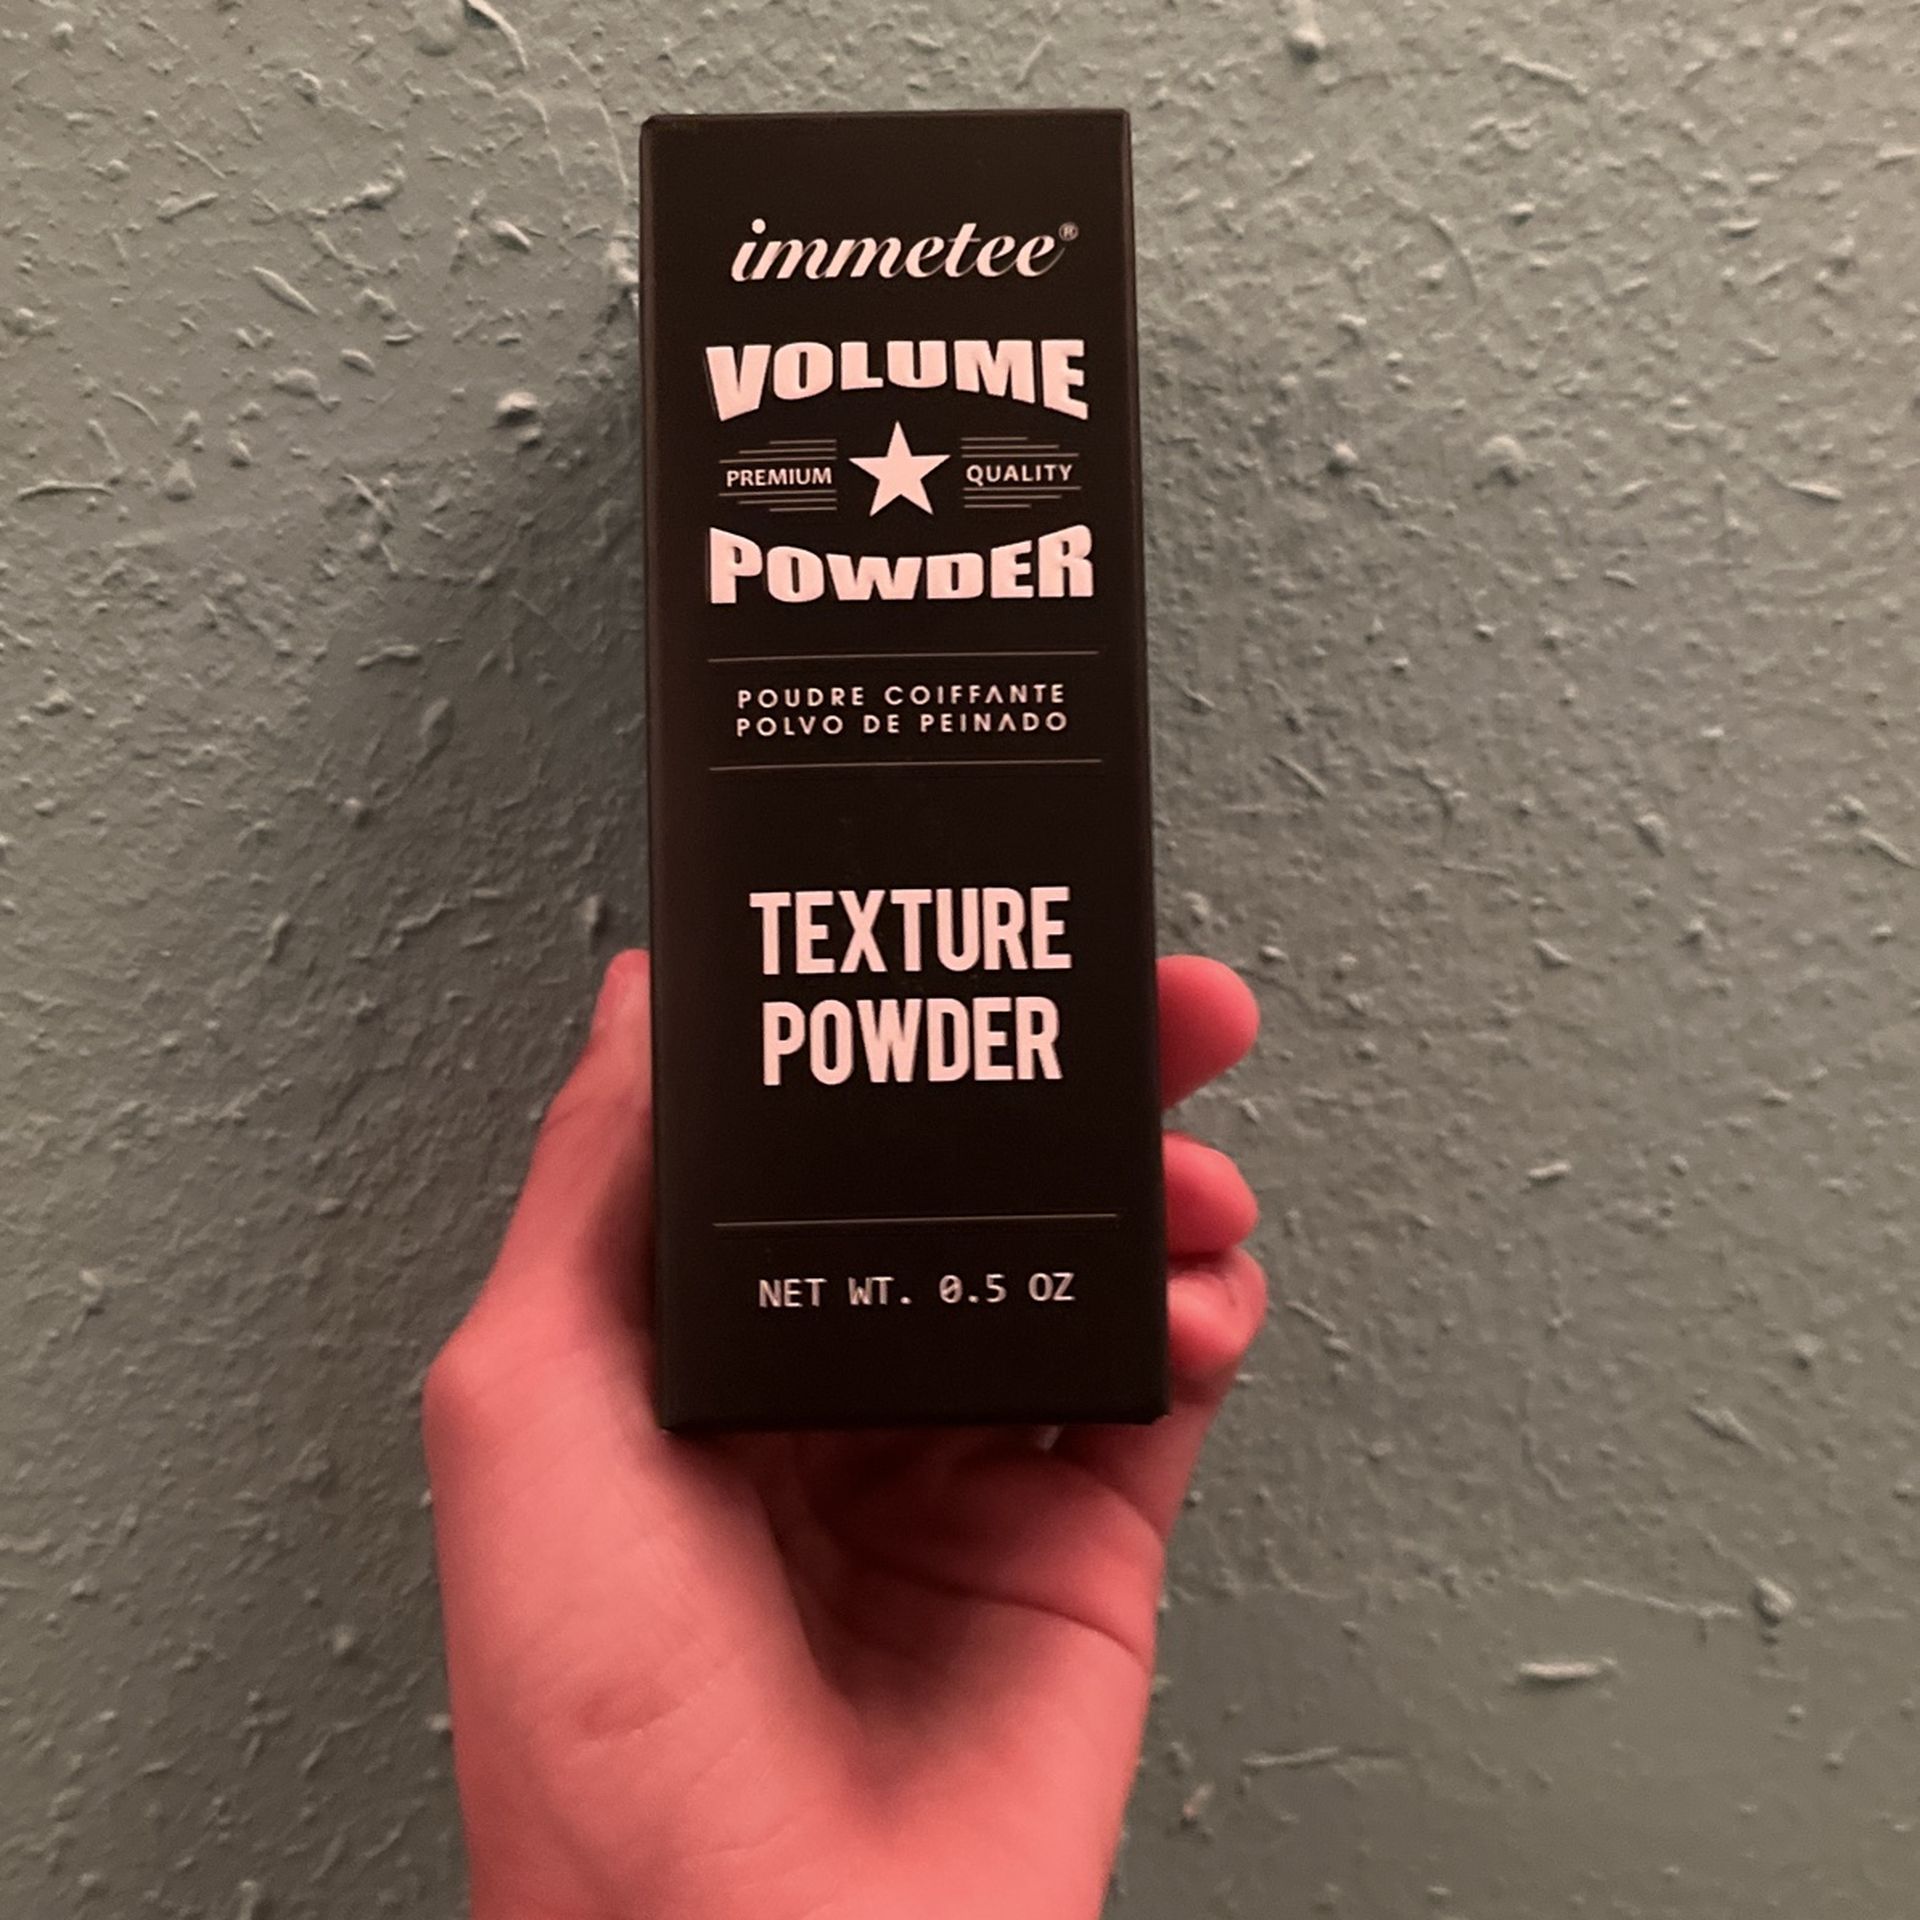 immetee®
VOLUME
PREMIUM QUALITY
POWDER
POUDRE COIFFANTE
POLVO DE PEINADO
TEXTURE
POWDER
NET WT. 0.5 OZ